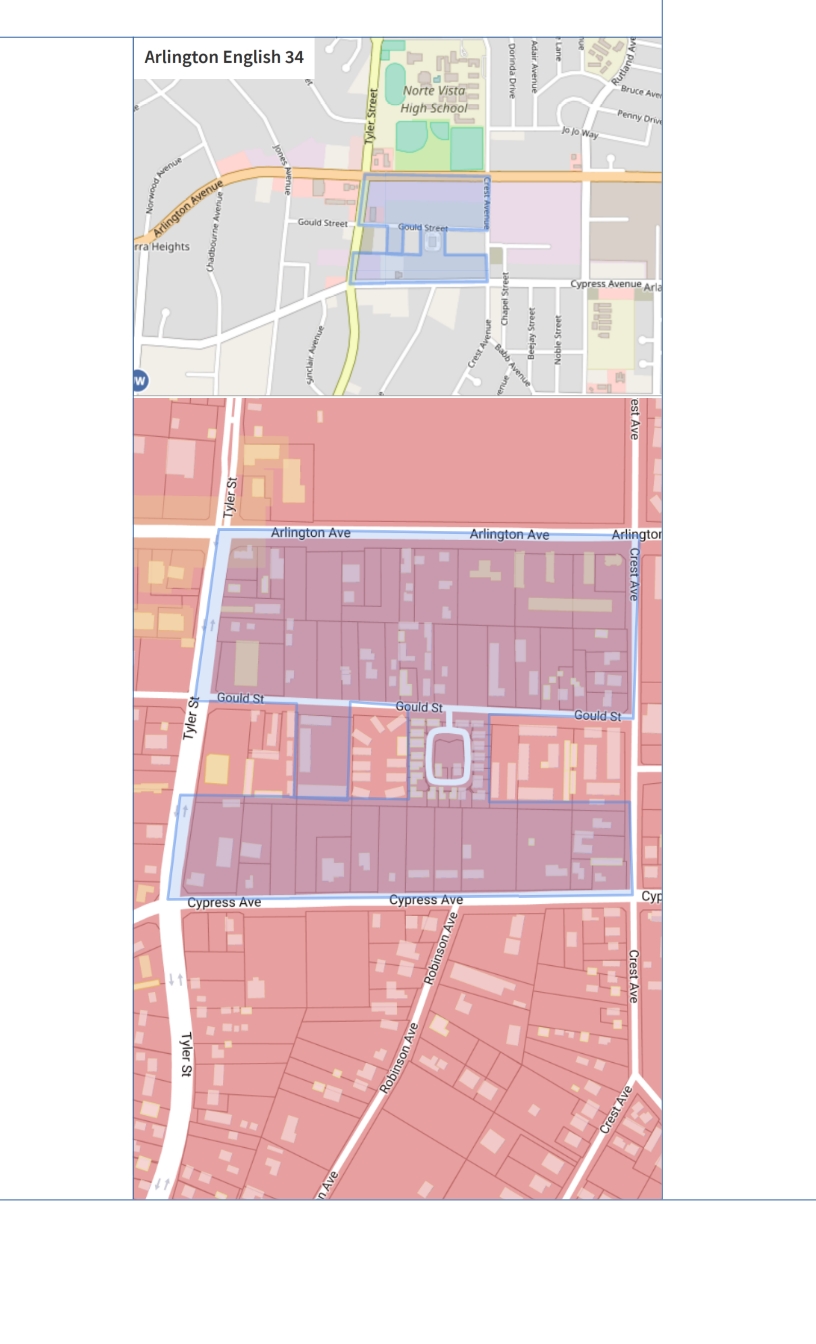 Arlington English 34
Norte Vista
High School
Tyler Street
Dorinda Drive
Adair Avenue
Lane
Rutland Ave
Bruce Aven
Penny Drive
Jo Jo Way
Jones Avenue
Norwood Avenue
Arlington Avenue
Chadbourne Avenue
Crest Avenue
Gould Street
Gould Street
rra Heights
Cypress Avenue
Arla
Chapel Street
Beejay Street
Noble Street
Crest Avenue
Babb Avenue
venue
Sinclair Avenue
est Ave
Tyler St
Arlington Ave
Arlington Ave
Arlington
Crest Ave
Gould St
Gould St
Gould St
Tyler St
Cypress Ave
Cypress Ave
Cyp
Robinson Ave
Crest Ave
Tyler St
Robinson Ave
Crest Ave
n Ave